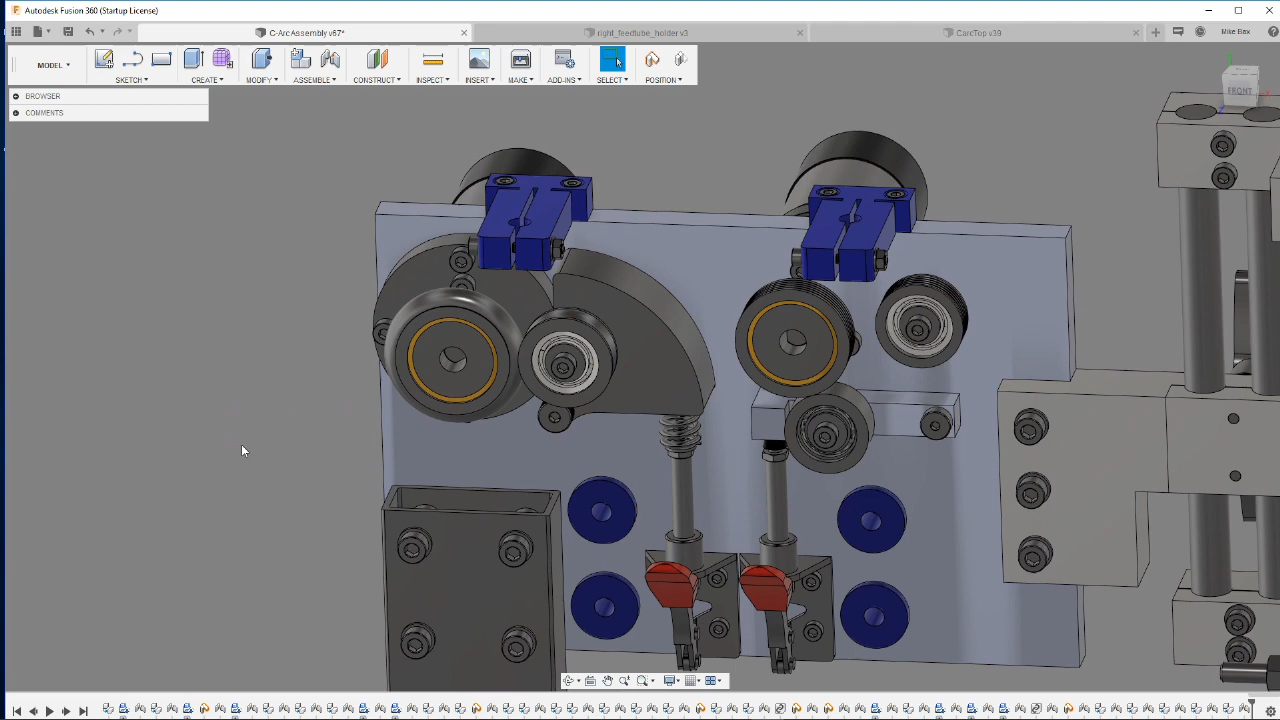 Autodesk Fusion 360 (Startup License)
C-ArcAssembly v67*
right_feedtube_holder v3
CarcTop v39
Mike Bax
MODEL
SKETCH
CREATE
MODIFY
ASSEMBLE
CONSTRUCT
INSPECT
INSERT
MAKE
ADD-INS
SELECT
POSITION
BROWSER
COMMENTS
FRONT